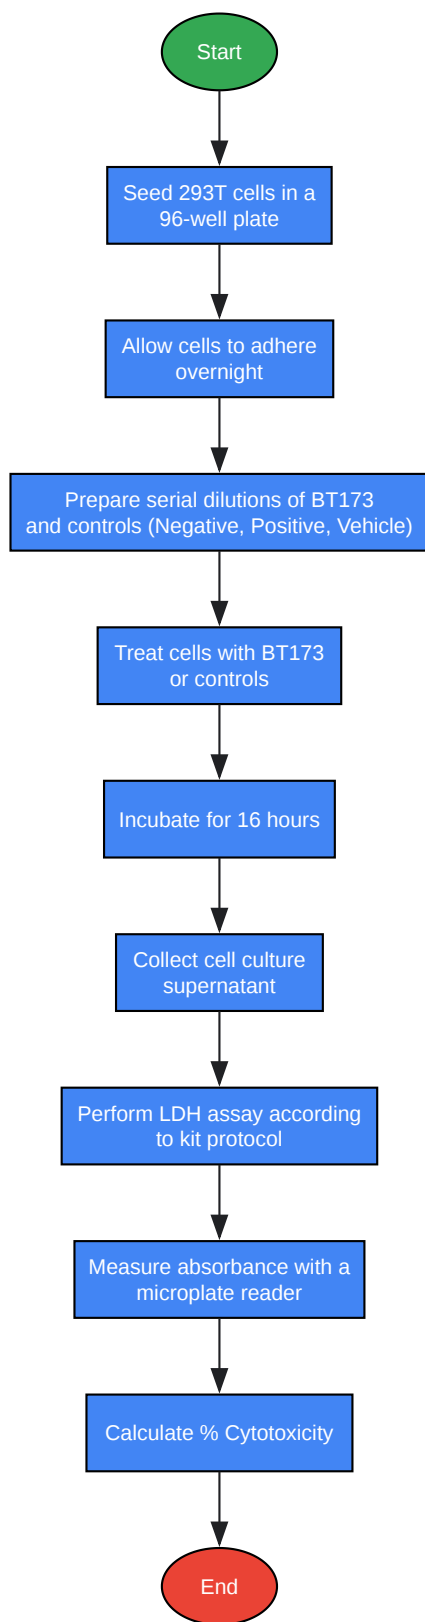 Start
Seed 293T cells in a
96-well plate
Allow cells to adhere
overnight
Prepare serial dilutions of BT173
and controls (Negative, Positive, Vehicle)
Treat cells with BT173
or controls
Incubate for 16 hours
Collect cell culture
supernatant
Perform LDH assay according
to kit protocol
Measure absorbance with a
microplate reader
Calculate % Cytotoxicity
End